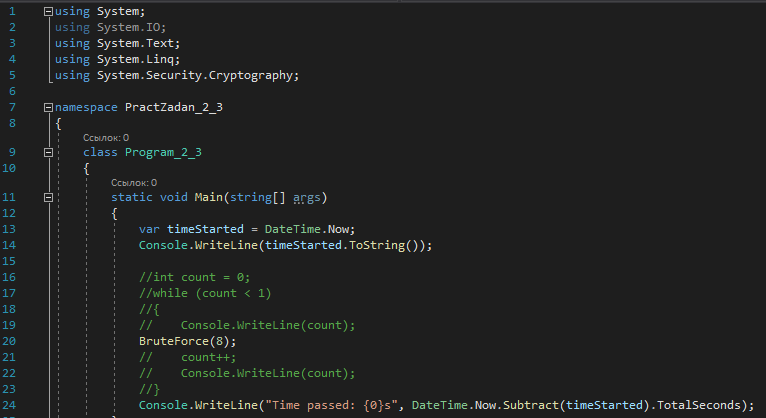 1 using System;
2 using System.IO;
3 using System.Text;
4 using System.Linq;
5 using System.Security.Cryptography;
6
7 namespace PractZadan_2_3
8 {
Ссылок: 0
9 class Program_2_3
10 {
Ссылок: 0
11 static void Main(string[] args)
12 {
13 var timeStarted = DateTime.Now;
14 Console.WriteLine(timeStarted.ToString());
15
16 //int count = 0;
17 //while (count < 1)
18 //{
19 //    Console.WriteLine(count);
20 BruteForce(8);
21 //    count++;
22 //    Console.WriteLine(count);
23 //}
24 Console.WriteLine("Time passed: {0}s", DateTime.Now.Subtract(timeStarted).TotalSeconds);